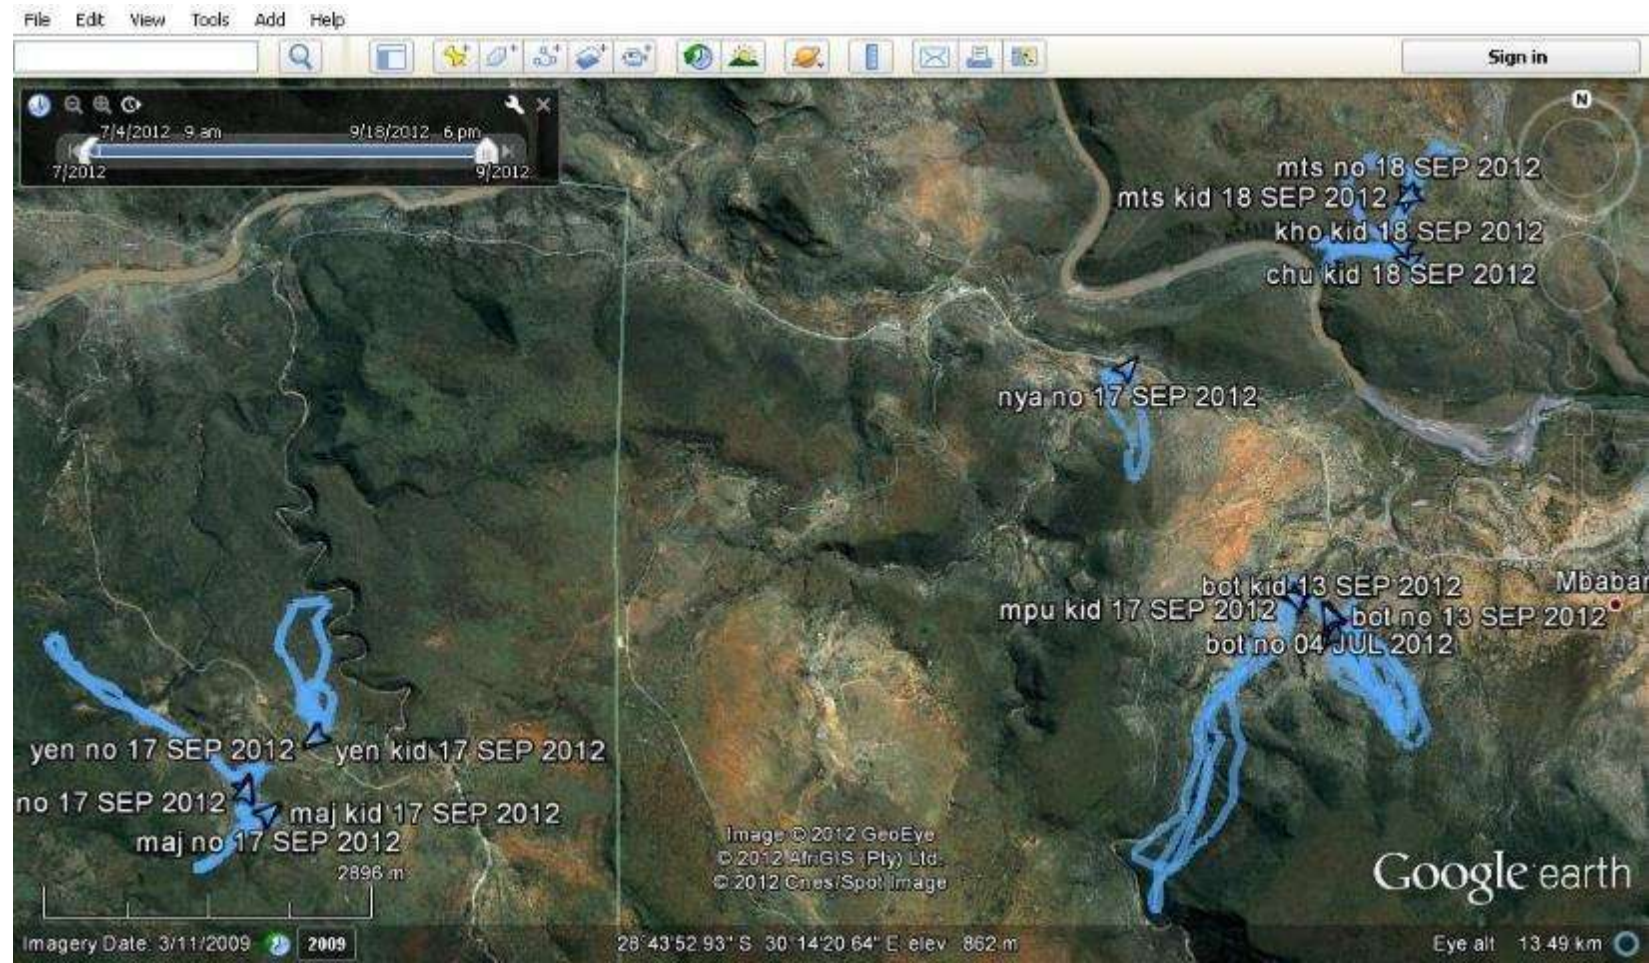 File Edit View Tools Add Help
Sign in
7/4/2012 9 am 9/18/2012 6 pm
7/2012 9/2012
N
mts no 18 SEP 2012
mts kid 18 SEP 2012
kho kid 18 SEP 2012
chu kid 18 SEP 2012
nya no 17 SEP 2012
bot kid 13 SEP 2012
Mbabar
mpu kid 17 SEP 2012
bot no 13 SEP 2012
bot no 04 JUL 2012
yen no 17 SEP 2012
yen kid 17 SEP 2012
no 17 SEP 2012
maj kid 17 SEP 2012
maj no 17 SEP 2012
2896 m
Image © 2012 GeoEye
© 2012 AfriGIS (Pty) Ltd.
© 2012 Cnes/Spot Image
Google earth
Imagery Date: 3/11/2009 2009 28°43'52.93" S 30°14'20.64" E elev 862 m Eye alt 13.49 km